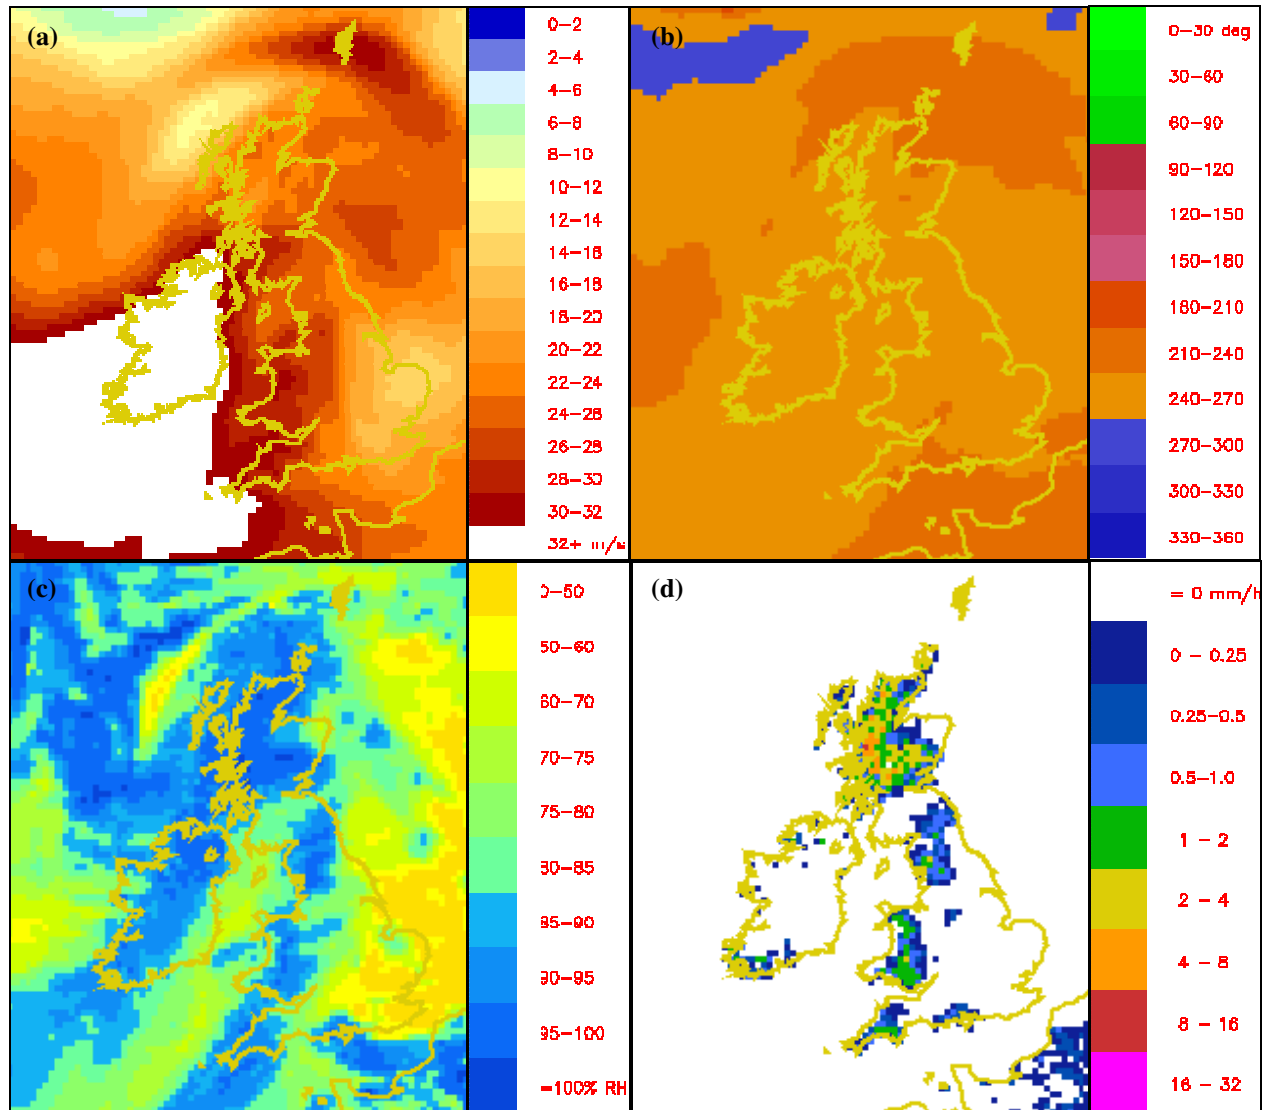 (a)
0-2
2-4
4-6
6-8
8-10
10-12
12-14
14-16
16-18
18-20
20-22
22-24
24-26
26-28
28-30
30-32
32+ m/s
(b)
0-30 deg
30-60
60-90
90-120
120-150
150-180
180-210
210-240
240-270
270-300
300-330
330-360
(c)
0-50
50-60
60-70
70-75
75-80
80-85
85-90
90-95
95-100
=100% RH
(d)
= 0 mm/h
0 - 0.25
0.25-0.5
0.5-1.0
1 - 2
2 - 4
4 - 8
8 - 16
16 - 32